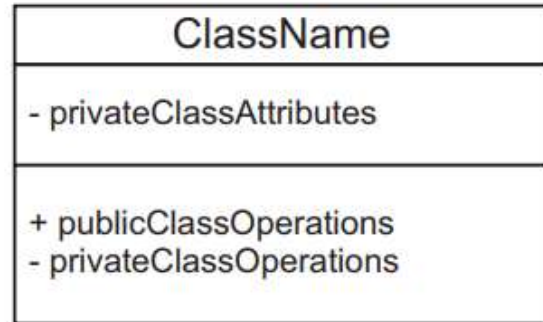 ClassName
- privateClassAttributes
+ publicClassOperations
- privateClassOperations